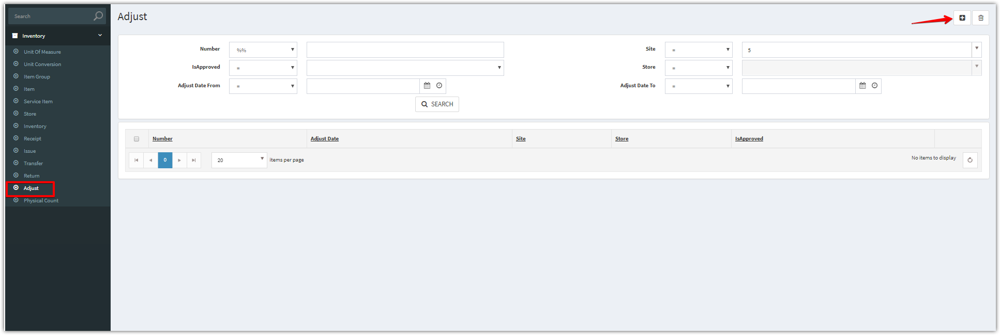 Search
Inventory
Unit Of Measure
Unit Conversion
Item Group
Item
Service Item
Store
Inventory
Receipt
Issue
Transfer
Return
Adjust
Physical Count
Adjust
Number %% Site = 5
IsApproved = Store =
Adjust Date From = Adjust Date To =
SEARCH
Number Adjust Date Site Store IsApproved
0 20 items per page No items to display